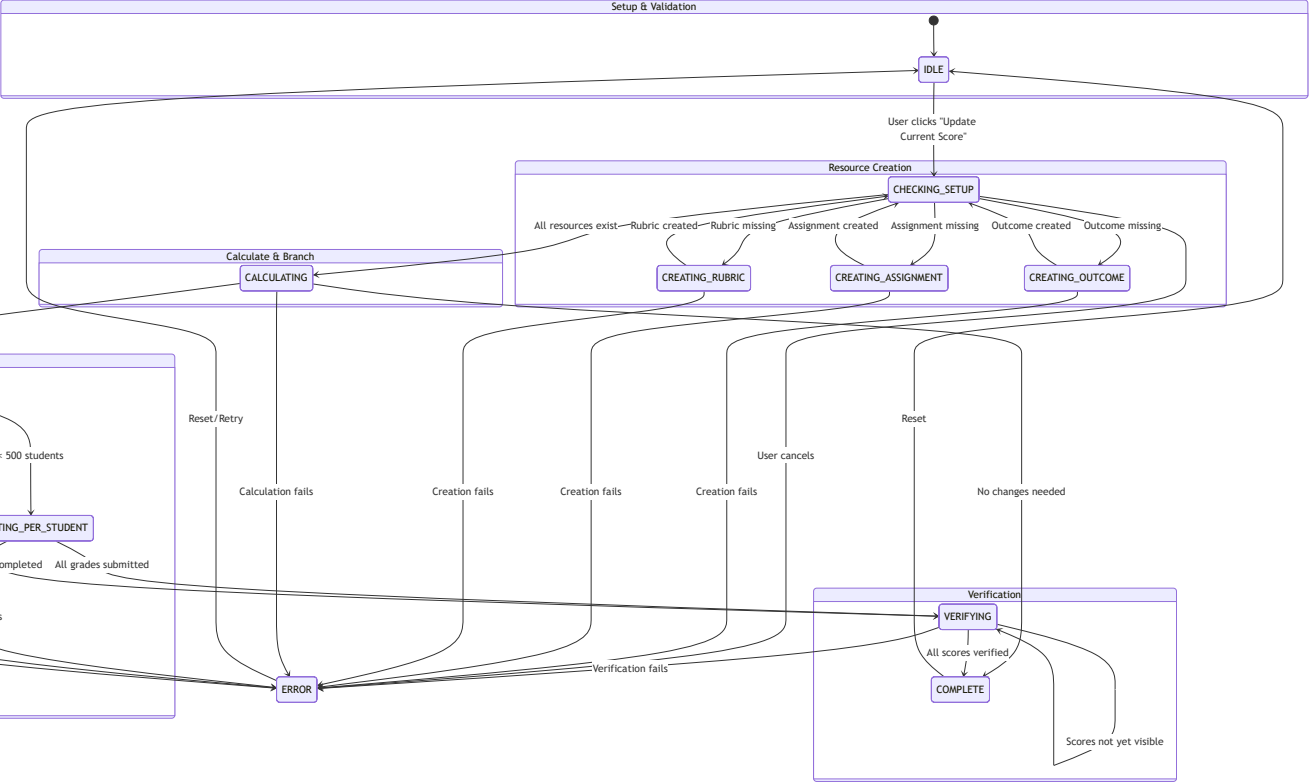 Setup & Validation
IDLE
User clicks "Update
Current Score"
Resource Creation
CHECKING_SETUP
All resources exist
Rubric created
Rubric missing
Assignment created
Assignment missing
Outcome created
Outcome missing
Calculate & Branch
CALCULATING
CREATING_RUBRIC
CREATING_ASSIGNMENT
CREATING_OUTCOME
Reset/Retry
Reset
500 students
User cancels
Calculation fails
Creation fails
Creation fails
Creation fails
No changes needed
TING_PER_STUDENT
ompleted
All grades submitted
Verification
VERIFYING
s
All scores verified
Verification fails
ERROR
COMPLETE
Scores not yet visible